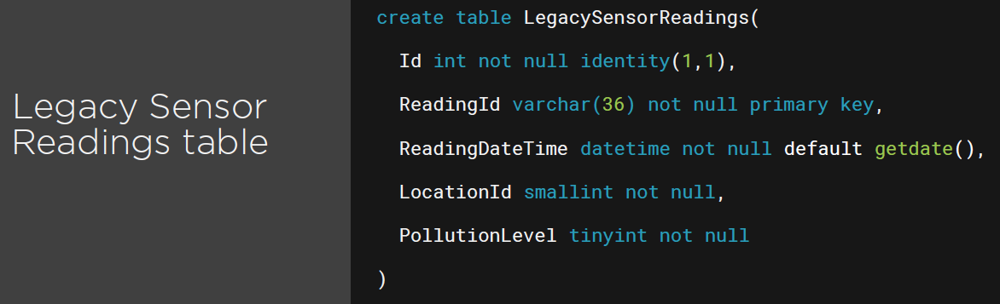 Legacy Sensor
Readings table
create table LegacySensorReadings(
Id int not null identity(1,1),
ReadingId varchar(36) not null primary key,
ReadingDateTime datetime not null default getdate(),
LocationId smallint not null,
PollutionLevel tinyint not null
)